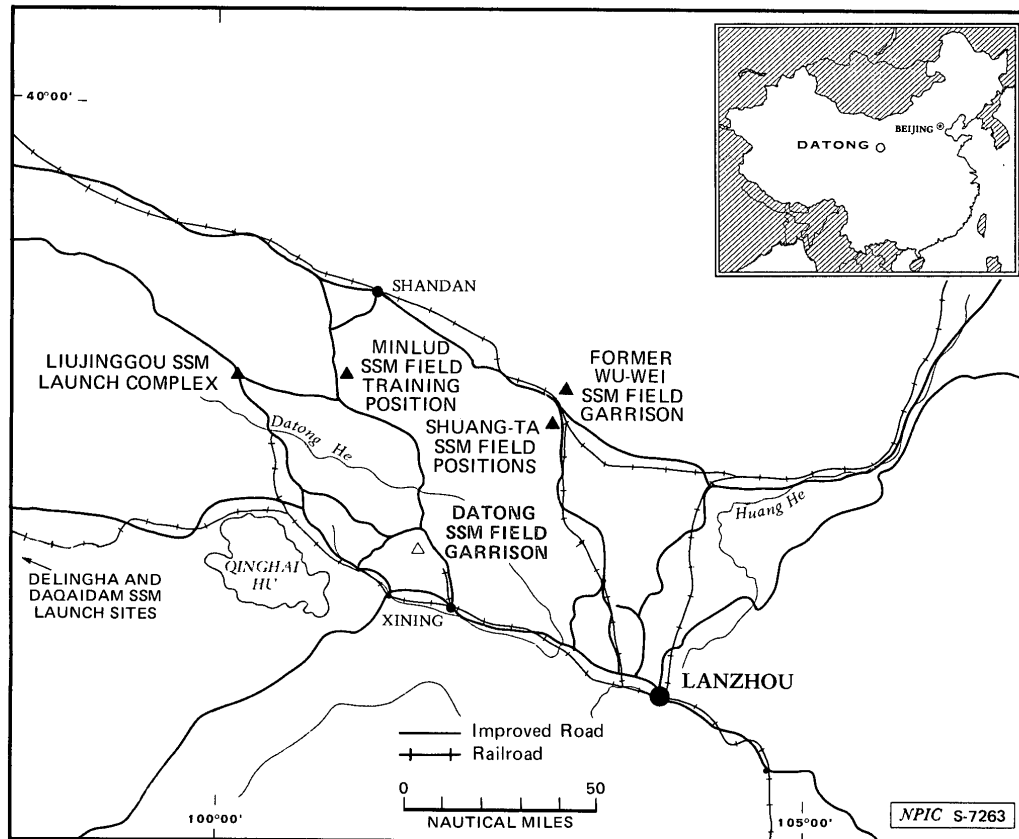 40°00'
BEIJING
DATONG
SHANDAN
LIUJINGGOU SSM
LAUNCH COMPLEX
MINLUD
SSM FIELD
TRAINING
POSITION
FORMER
WU-WEI
SSM FIELD
GARRISON
SHUANG-TA
SSM FIELD
POSITIONS
Datong He
Huang He
DATONG
SSM FIELD
GARRISON
QINGHAI
HU
DELINGHA AND
DAQAIDAM SSM
LAUNCH SITES
XINING
LANZHOU
Improved Road
Railroad
0 50
NAUTICAL MILES
100°00'
105°00'
NPIC S-7263